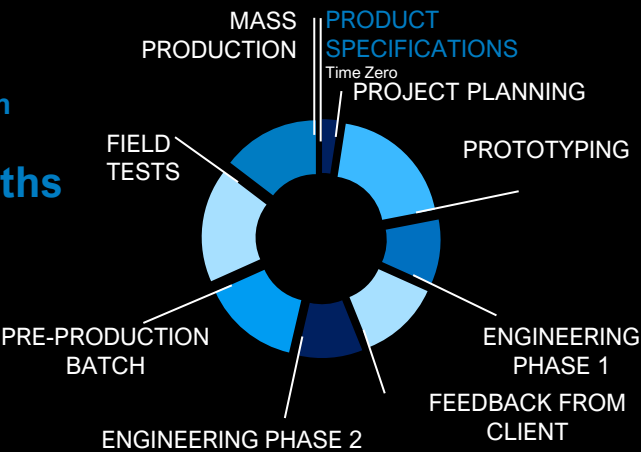 MASS
PRODUCTION
PRODUCT
SPECIFICATIONS
Time Zero
PROJECT PLANNING
PROTOTYPING
ENGINEERING
PHASE 1
FEEDBACK FROM
CLIENT
ENGINEERING PHASE 2
PRE-PRODUCTION
BATCH
FIELD
TESTS